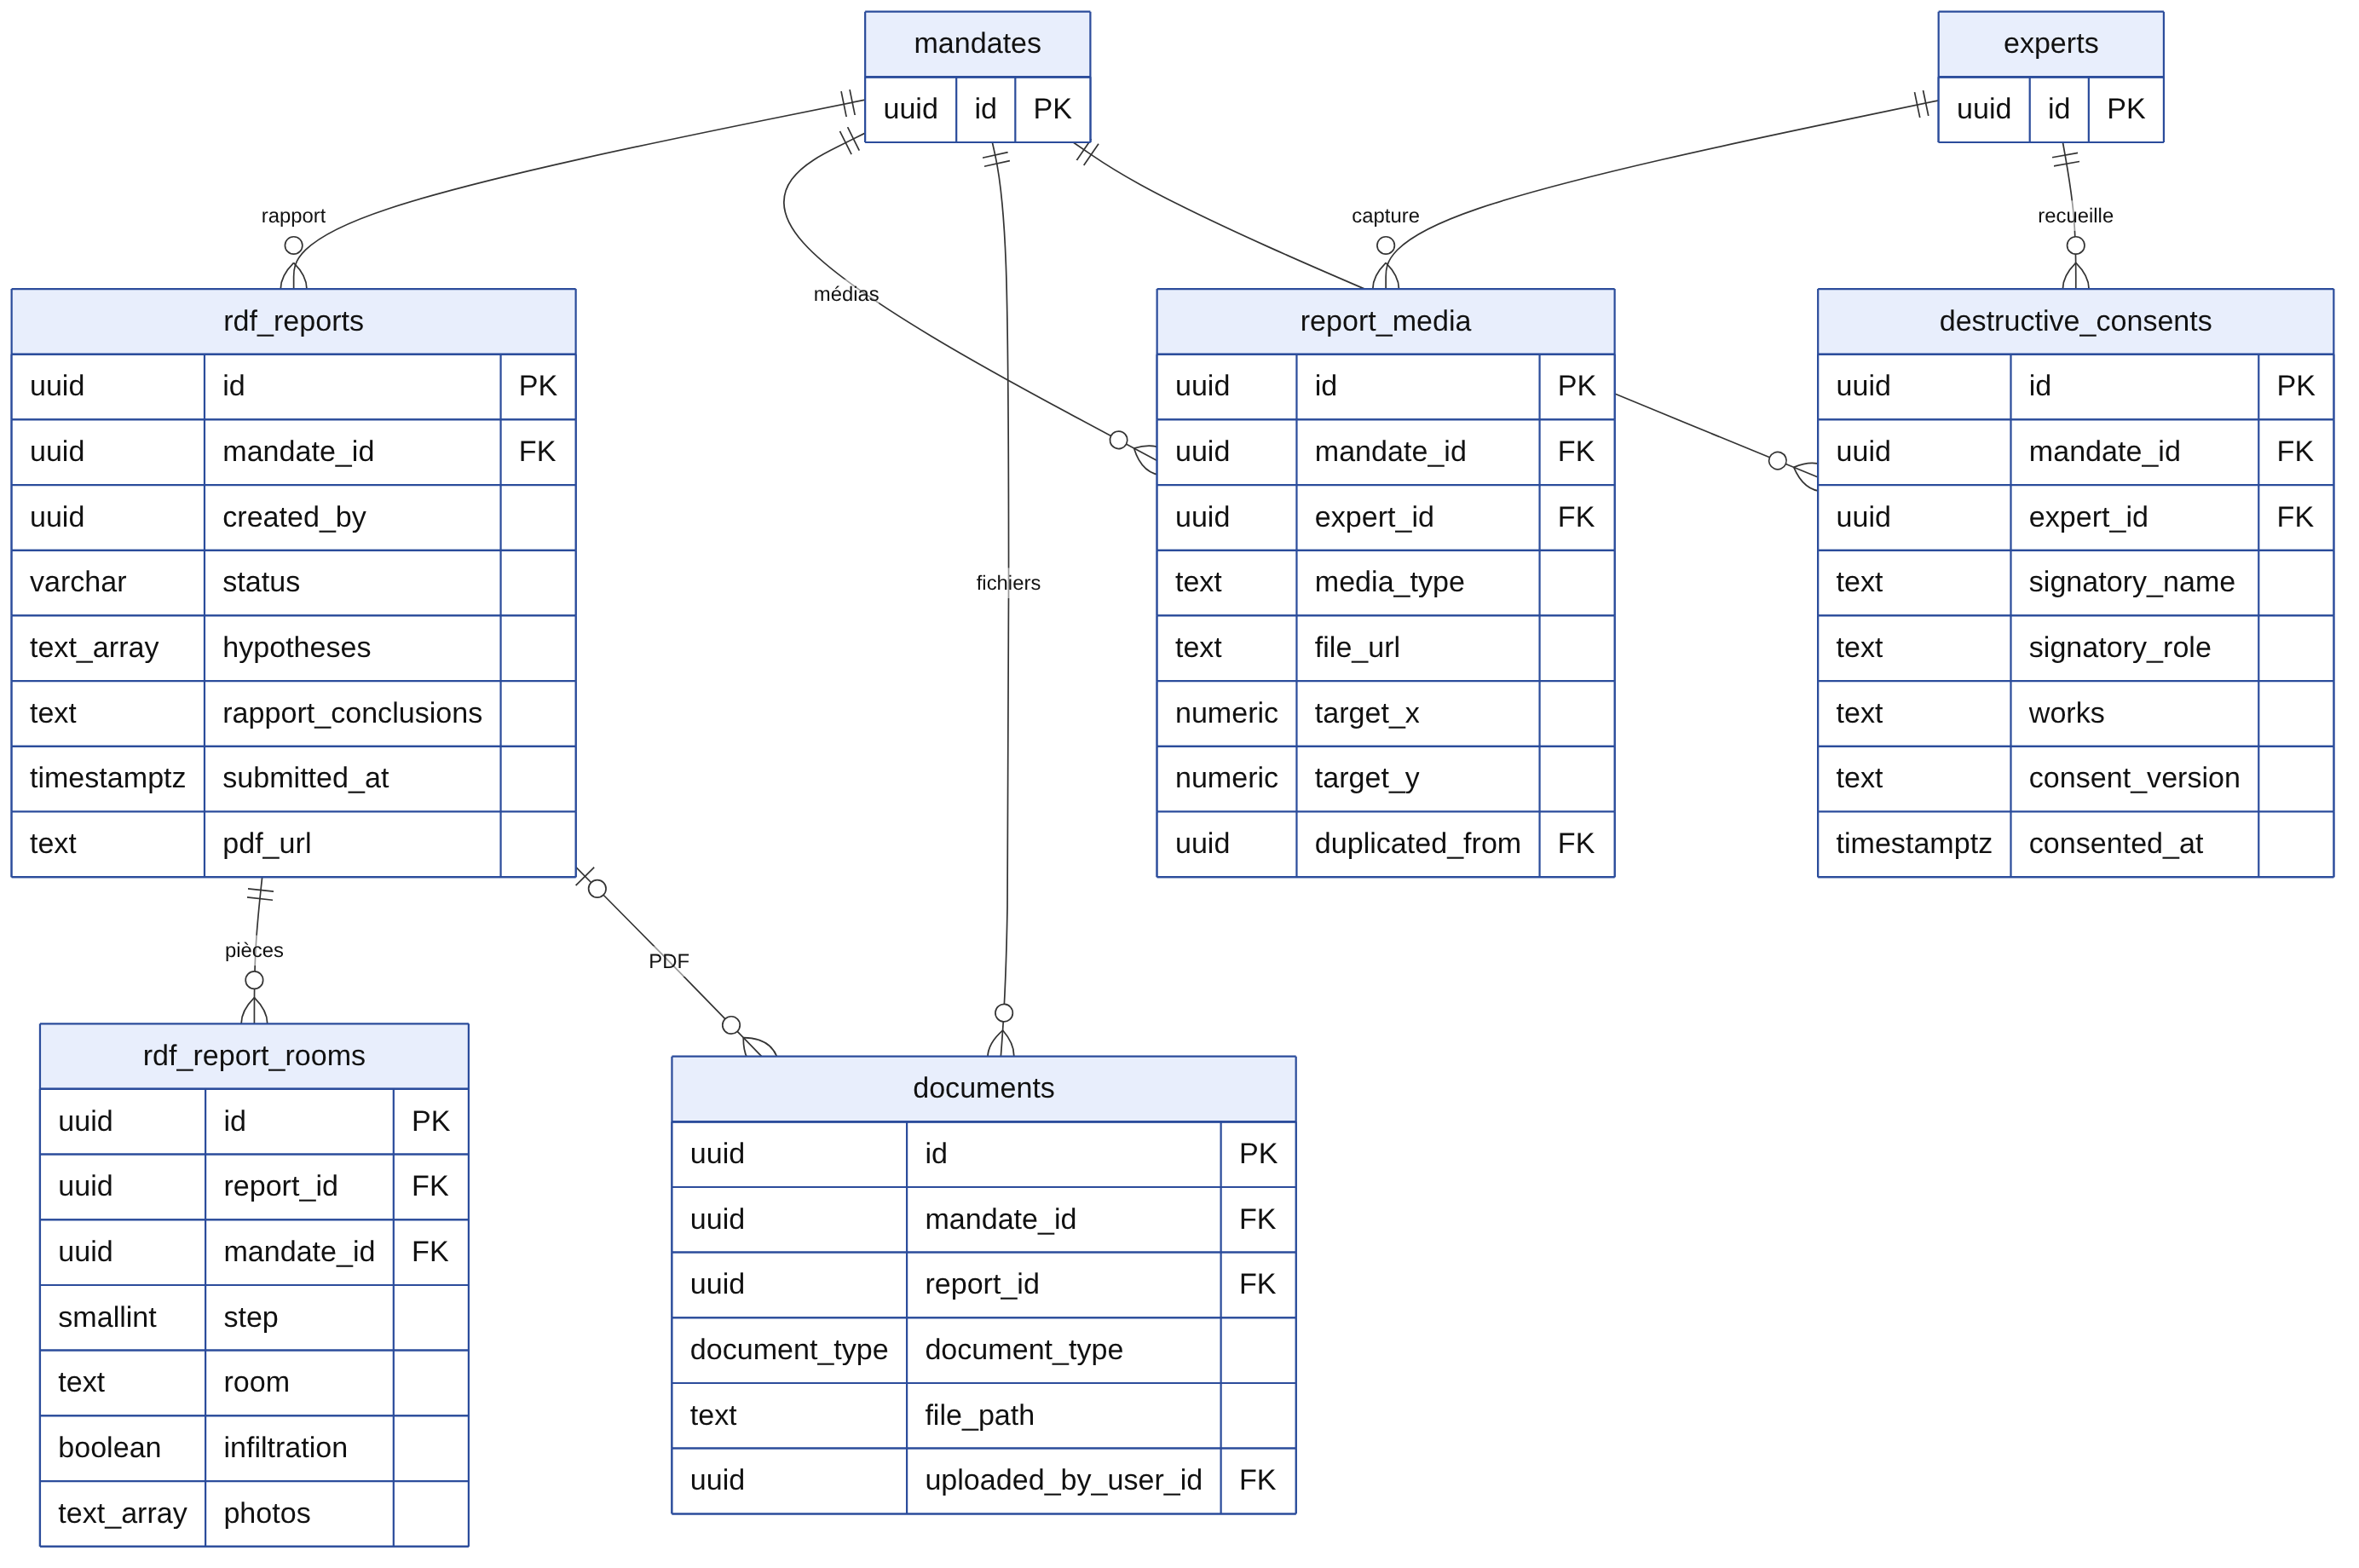 mandates
uuid id PK
experts
uuid id PK
rapport
capture
recueille
médias
rdf_reports
uuid id PK
uuid mandate_id FK
uuid created_by
varchar status
text_array hypotheses
text rapport_conclusions
timestamptz submitted_at
text pdf_url
report_media
uuid id PK
uuid mandate_id FK
uuid expert_id FK
text media_type
text file_url
numeric target_x
numeric target_y
uuid duplicated_from FK
destructive_consents
uuid id PK
uuid mandate_id FK
uuid expert_id FK
text signatory_name
text signatory_role
text works
text consent_version
timestamptz consented_at
fichiers
pièces
PDF
rdf_report_rooms
uuid id PK
uuid report_id FK
uuid mandate_id FK
smallint step
text room
boolean infiltration
text_array photos
documents
uuid id PK
uuid mandate_id FK
uuid report_id FK
document_type document_type
text file_path
uuid uploaded_by_user_id FK